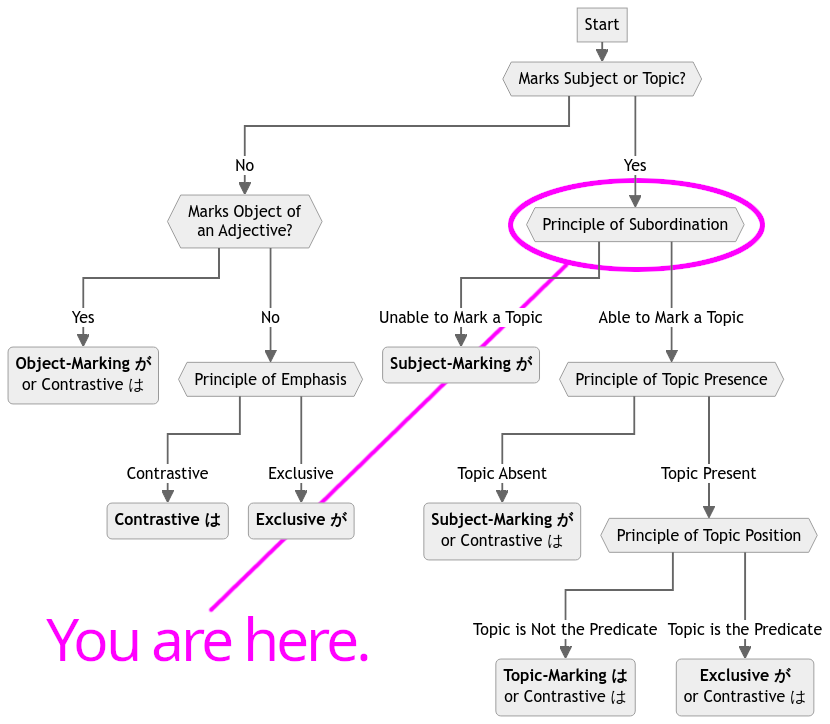 Start
Marks Subject or Topic?
No
Yes
Marks Object of
an Adjective?
Principle of Subordination
Yes
No
Unable to Mark a Topic
Able to Mark a Topic
Object-Marking が
or Contrastive は
Principle of Emphasis
Subject-Marking が
Principle of Topic Presence
Contrastive
Exclusive
Topic Absent
Topic Present
Contrastive は
Exclusive が
Subject-Marking が
or Contrastive は
Principle of Topic Position
You are here.
Topic is Not the Predicate
Topic is the Predicate
Topic-Marking は
or Contrastive は
Exclusive が
or Contrastive は